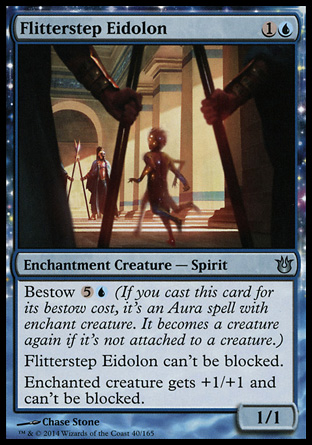 Flitterstep Eidolon 1
Enchantment Creature — Spirit
Bestow 5 (If you cast this card for
its bestow cost, it's an Aura spell with
enchant creature. It becomes a creature
again if it's not attached to a creature.)
Flitterstep Eidolon can't be blocked.
Enchanted creature gets +1/+1 and
can't be blocked.
1/1
Chase Stone
™ & © 2014 Wizards of the Coast 40/165